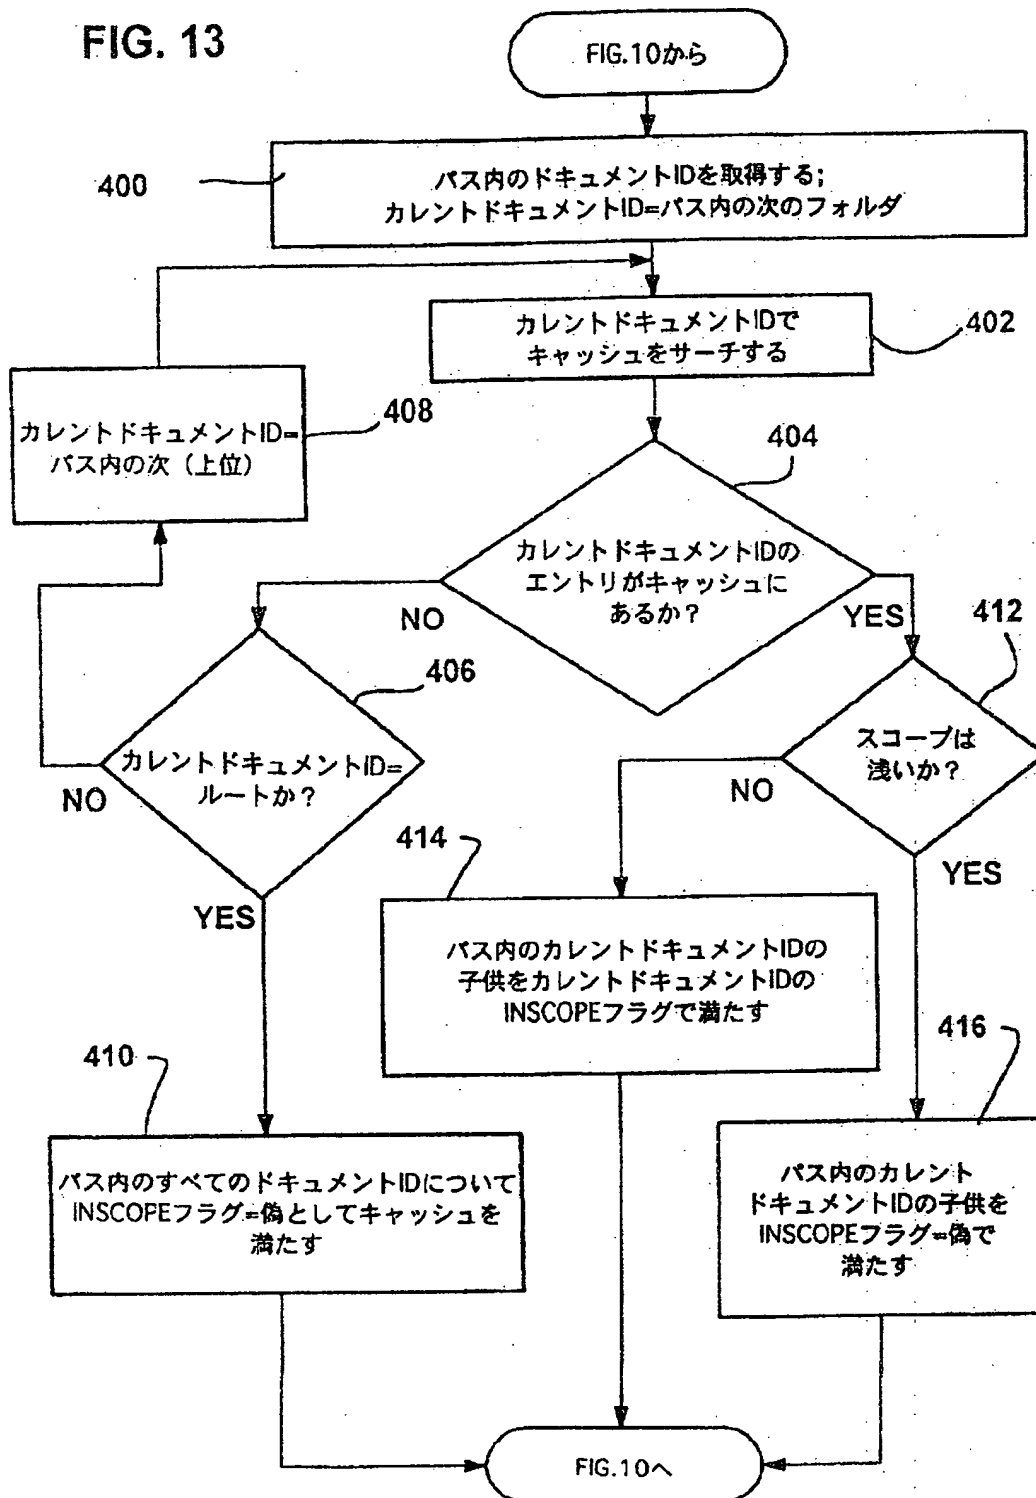 FIG. 13
FIG.10から
400
パス内のドキュメントIDを取得する;
カレントドキュメントID=パス内の次のフォルダ
カレントドキュメントIDで
キャッシュをサーチする
402
カレントドキュメントID=
パス内の次（上位）
408
404
カレントドキュメントIDの
エントリがキャッシュに
あるか？
NO
YES
412
406
カレントドキュメントID=
ルートか？
NO
YES
スコープは
浅いか？
NO
YES
414
パス内のカレントドキュメントIDの
子供をカレントドキュメントIDの
INSCOPEフラグで満たす
410
パス内のすべてのドキュメントIDについて
INSCOPEフラグ=偽としてキャッシュを
満たす
416
パス内のカレント
ドキュメントIDの子供を
INSCOPEフラグ=偽で
満たす
FIG.10へ